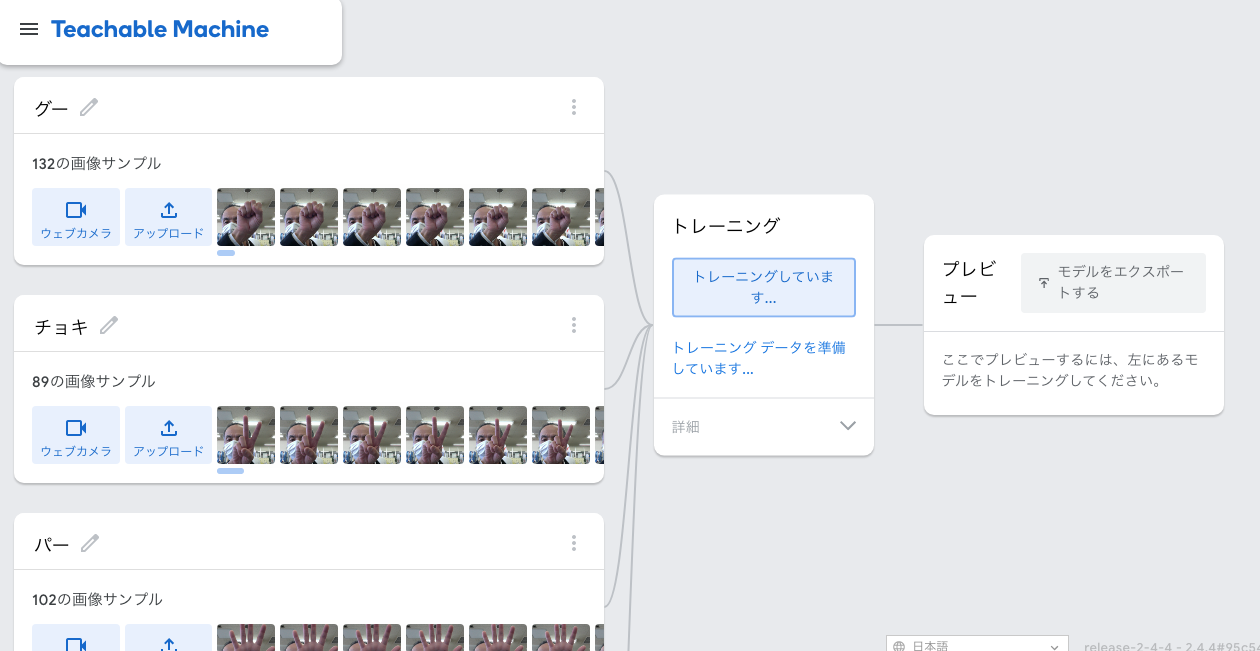 Teachable Machine
グー
132の画像サンプル
ウェブカメラ
アップロード
チョキ
89の画像サンプル
ウェブカメラ
アップロード
パー
102の画像サンプル
トレーニング
トレーニングしていま
す...
トレーニング データを準備
しています...
詳細
プレビ
ュー
モデルをエクスポー
トする
ここでプレビューするには、左にあるモ
デルをトレーニングしてください。
日本語
release-2-4-4 - 2.4.4#95c5